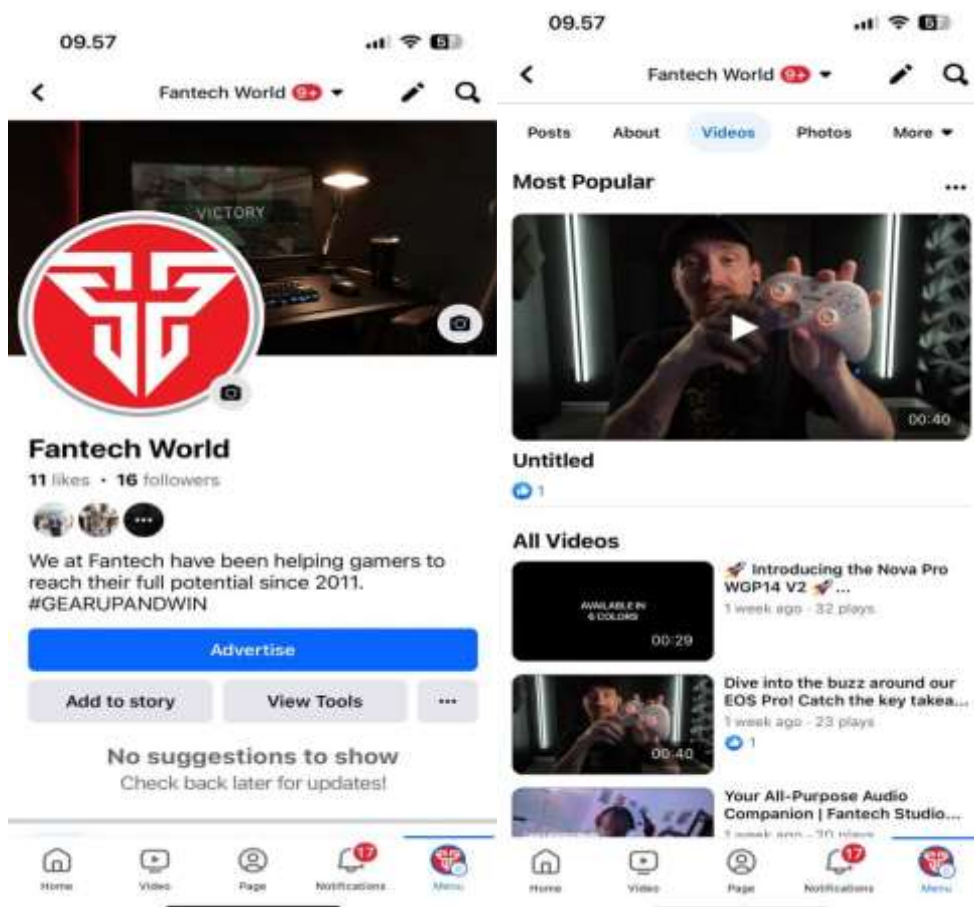 09.57
Fantech World 9+
VICTORY
Fantech World
11 likes • 16 followers
We at Fantech have been helping gamers to
reach their full potential since 2011.
#GEARUPANDWIN
Advertise
Add to story
View Tools
No suggestions to show
Check back later for updates!
Home
Video
Page
17
Notifications
Menu
09.57
Fantech World 9+
Posts
About
Videos
Photos
More
Most Popular
00:40
Untitled
1
All Videos
AVAILABLE IN
6 COLORS
00:29
🚀 Introducing the Nova Pro
WGP14 V2 🚀 ...
1 week ago · 32 plays
00:40
Dive into the buzz around our
EOS Pro! Catch the key takea...
1 week ago · 23 plays
1
Your All-Purpose Audio
Companion | Fantech Studio...
1 week ago · 20 plays
Home
Video
Page
17
Notifications
Menu